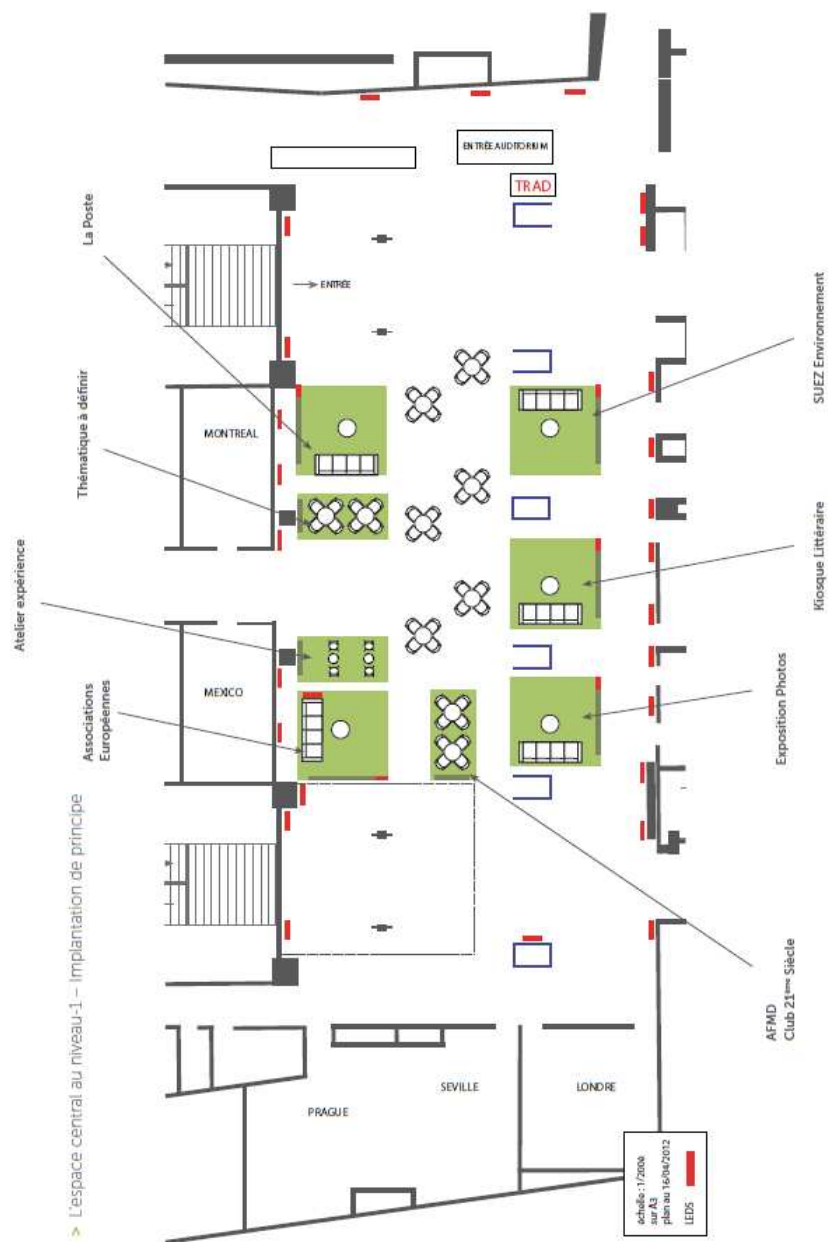 > L'espace central au niveau-1 – Implantation de principe
Associations
Européennes
Atelier expérience
Thématique à définir
La Poste
MEXICO
MONTREAL
ENTRÉE
ENTRÉE AUDITORIUM
TRAD
PRAGUE
SEVILLE
LONDRE
AFMD
Club 21ème Siècle
Exposition Photos
Kiosque Littéraire
SUEZ Environnement
échelle : 1/200è
sur A3
plan au 16/04/2012
LEDS